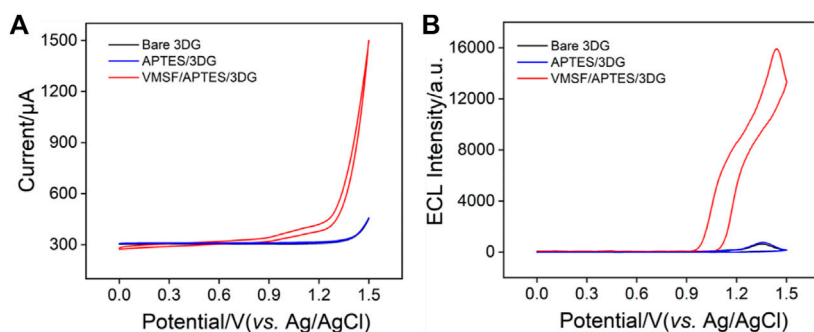 A
Bare 3DG
APTES/3DG
VMSF/APTES/3DG
1500
1200
900
600
300
Current/μA
0.0 0.3 0.6 0.9 1.2 1.5
Potential/V(vs. Ag/AgCl)
B
Bare 3DG
APTES/3DG
VMSF/APTES/3DG
16000
12000
8000
4000
0
ECL Intensity/a.u.
0.0 0.3 0.6 0.9 1.2 1.5
Potential/V(vs. Ag/AgCl)